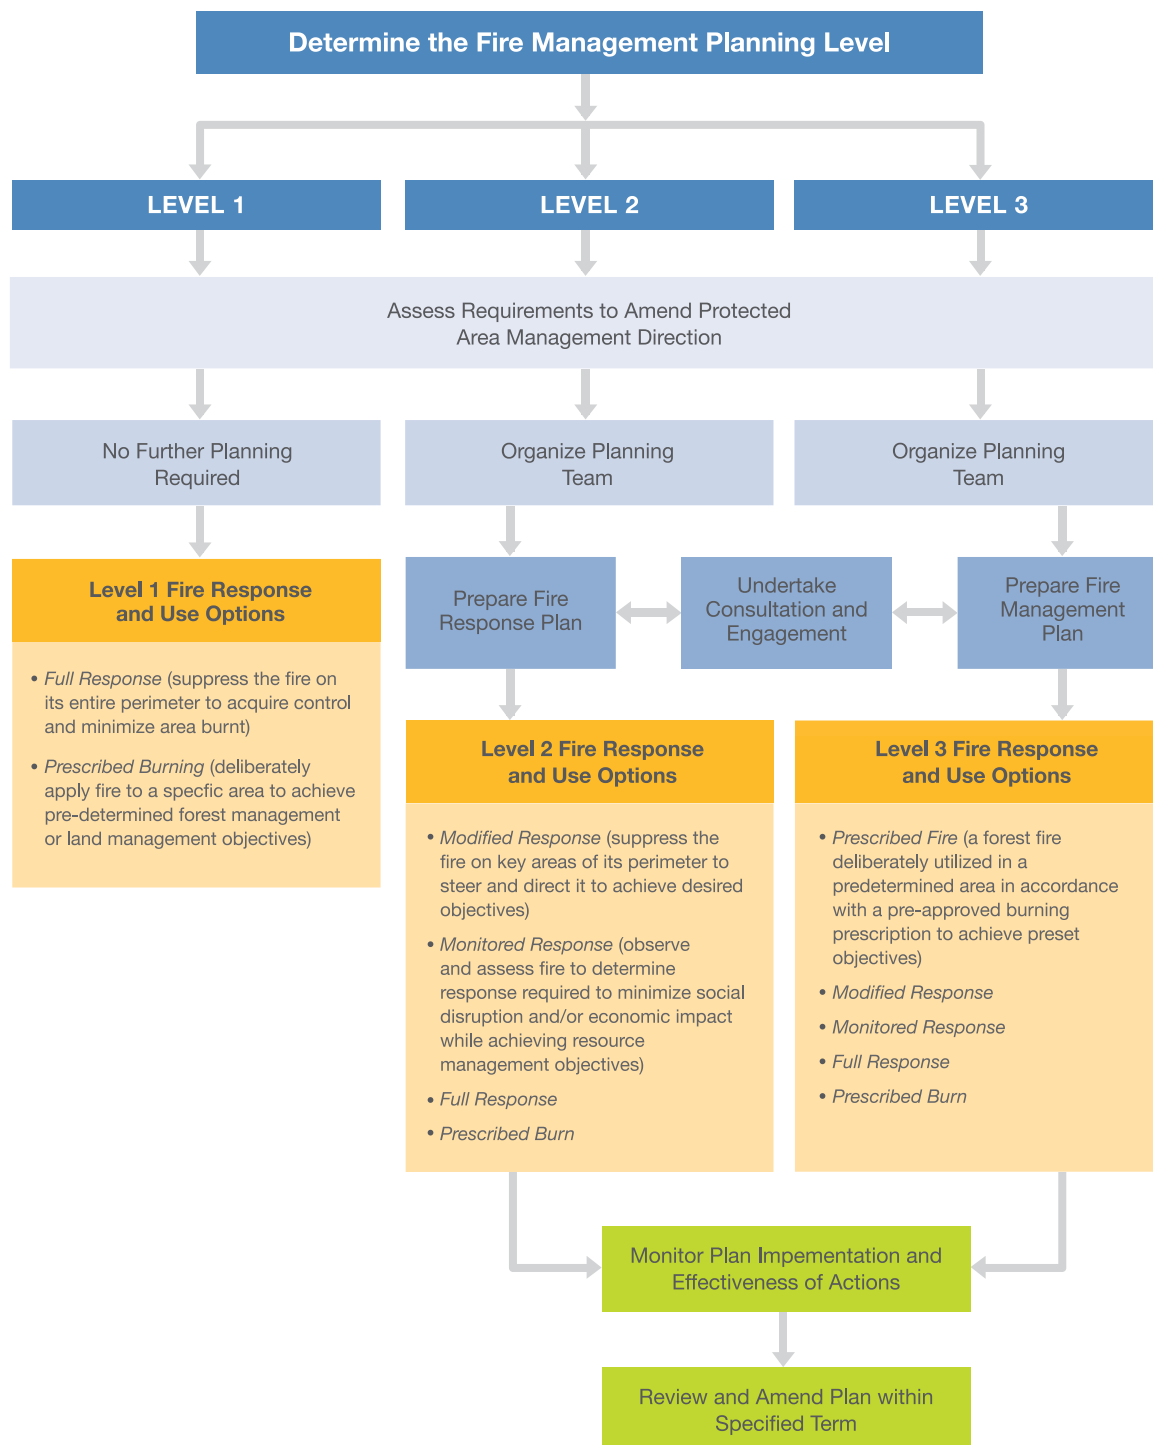 Determine the Fire Management Planning Level
LEVEL 1
LEVEL 2
LEVEL 3
Assess Requirements to Amend Protected
Area Management Direction
No Further Planning
Required
Organize Planning
Team
Organize Planning
Team
Level 1 Fire Response
and Use Options
• Full Response (suppress the fire on
its entire perimeter to acquire control
and minimize area burnt)
• Prescribed Burning (deliberately
apply fire to a specfic area to achieve
pre-determined forest management
or land management objectives)
Prepare Fire
Response Plan
Undertake
Consultation and
Engagement
Prepare Fire
Management
Plan
Level 2 Fire Response
and Use Options
• Modified Response (suppress the
fire on key areas of its perimeter to
steer and direct it to achieve desired
objectives)
• Monitored Response (observe
and assess fire to determine
response required to minimize social
disruption and/or economic impact
while achieving resource
management objectives)
• Full Response
• Prescribed Burn
Level 3 Fire Response
and Use Options
• Prescribed Fire (a forest fire
deliberately utilized in a
predetermined area in accordance
with a pre-approved burning
prescription to achieve preset
objectives)
• Modified Response
• Monitored Response
• Full Response
• Prescribed Burn
Monitor Plan Impementation and
Effectiveness of Actions
Review and Amend Plan within
Specified Term